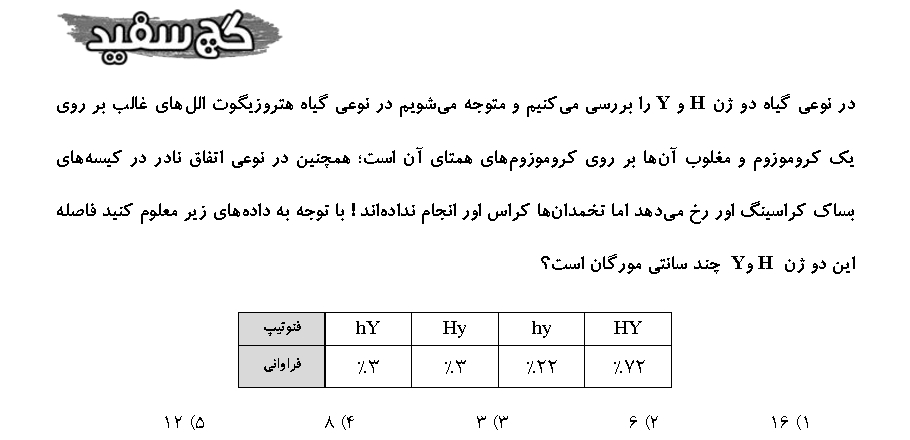 گچ سفید
در نوعی گیاه دو ژن H و Y را بررسی می‌کنیم و متوجه می‌شویم در نوعی گیاه هتروزیگوت الل‌های غالب بر روی
یک کروموزوم و مغلوب آن‌ها بر روی کروموزوم‌های همتای آن است؛ همچنین در نوعی اتفاق نادر در کیسه‌های
بساک کراسینگ اور رخ می‌دهد اما تخمدان‌ها کراس اور انجام نداده‌اند ! با توجه به داده‌های زیر معلوم کنید فاصله
این دو ژن H و Y چند سانتی مورگان است؟
فنوتیپ hY Hy hy HY
فراوانی ٪۳ ٪۳ ٪۲۲ ٪۷۲
۱) ۱۶ ۲) ۶ ۳) ۳ ۴) ۸ ۵) ۱۲